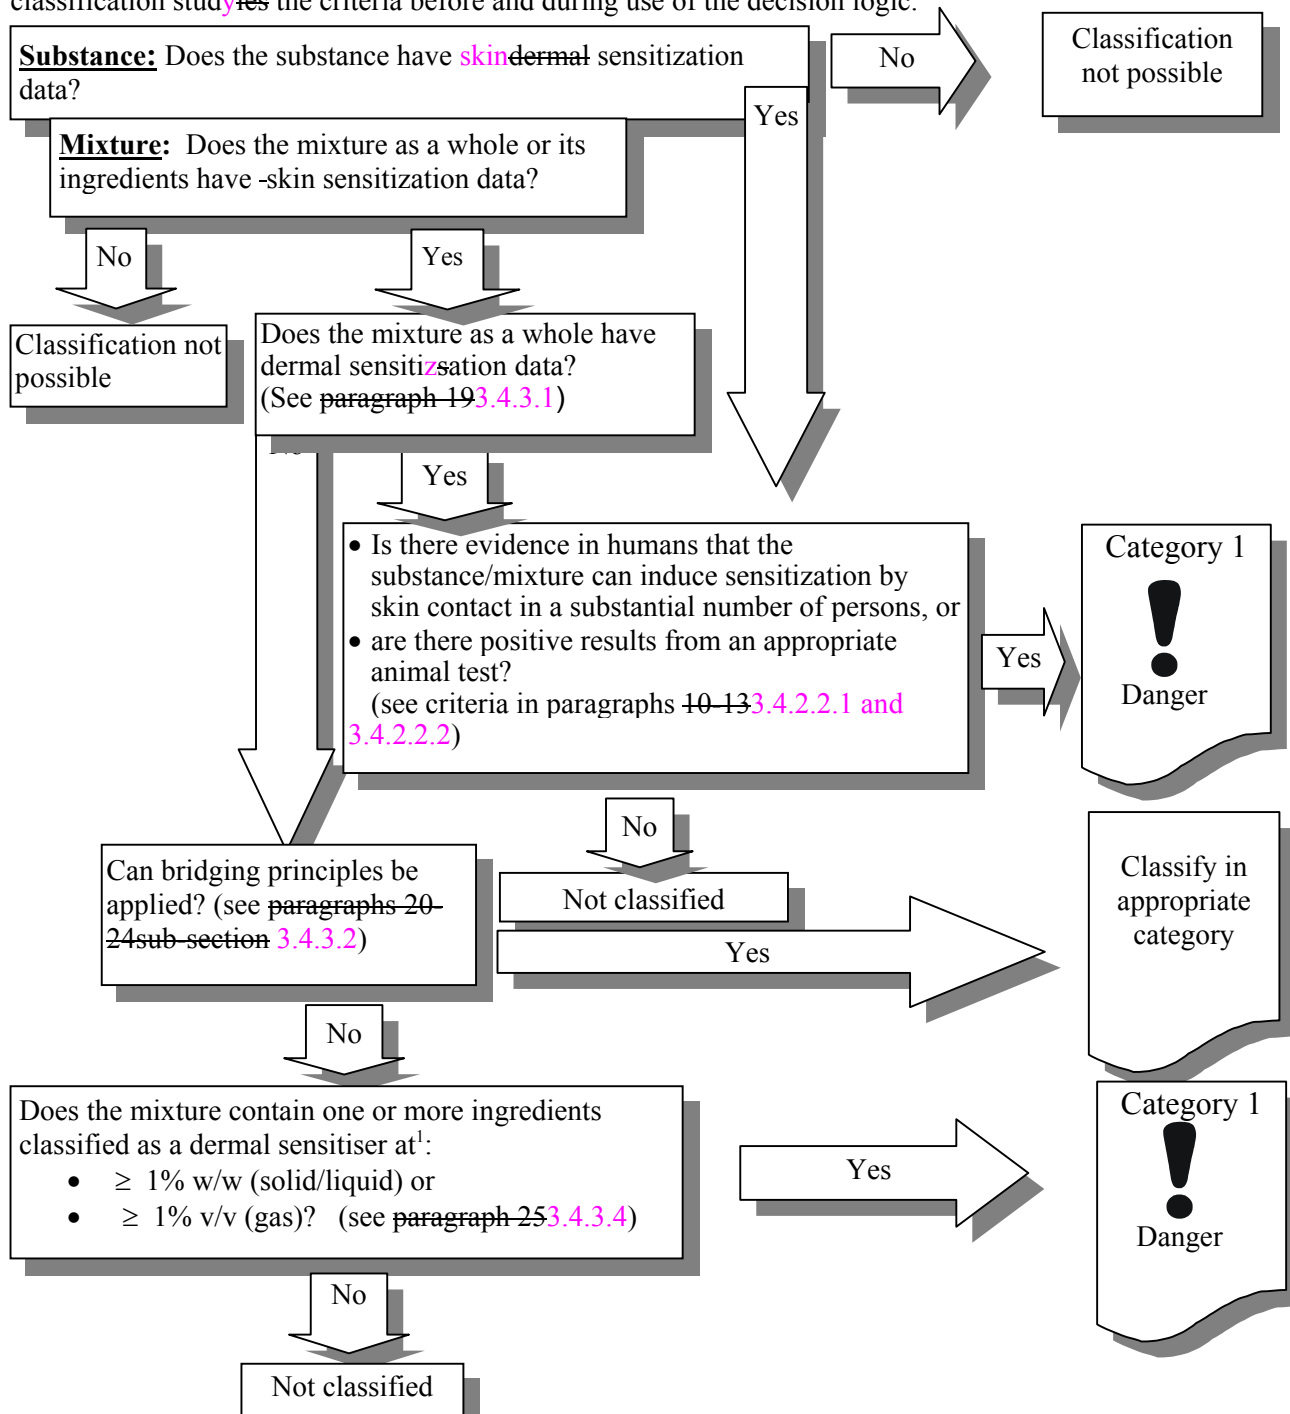 classification studyies the criteria before and during use of the decision logic.
Substance: Does the substance have skindermal sensitization
data?
No
Classification
not possible
Yes
Mixture: Does the mixture as a whole or its
ingredients have -skin sensitization data?
No
Yes
Classification not
possible
Does the mixture as a whole have
dermal sensitizsation data?
(See paragraph 193.4.3.1)
No
Yes
• Is there evidence in humans that the
substance/mixture can induce sensitization by
skin contact in a substantial number of persons, or
• are there positive results from an appropriate
animal test?
(see criteria in paragraphs 10-133.4.2.2.1 and
3.4.2.2.2)
Yes
Category 1
!
Danger
No
Not classified
Can bridging principles be
applied? (see paragraphs 20-
24sub-section 3.4.3.2)
Yes
Classify in
appropriate
category
No
Does the mixture contain one or more ingredients
classified as a dermal sensitiser at¹:
• ≥ 1% w/w (solid/liquid) or
• ≥ 1% v/v (gas)? (see paragraph 253.4.3.4)
Yes
Category 1
!
Danger
No
Not classified